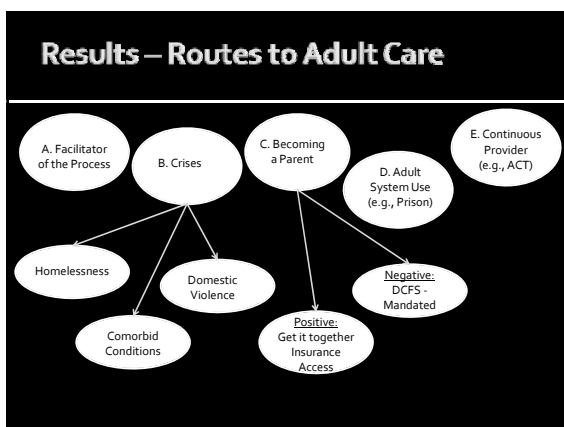 Results – Routes to Adult Care
A. Facilitator
of the Process
B. Crises
C. Becoming
a Parent
D. Adult
System Use
(e.g., Prison)
E. Continuous
Provider
(e.g., ACT)
Homelessness
Comorbid
Conditions
Domestic
Violence
Positive:
Get it together
Insurance
Access
Negative:
DCFS -
Mandated